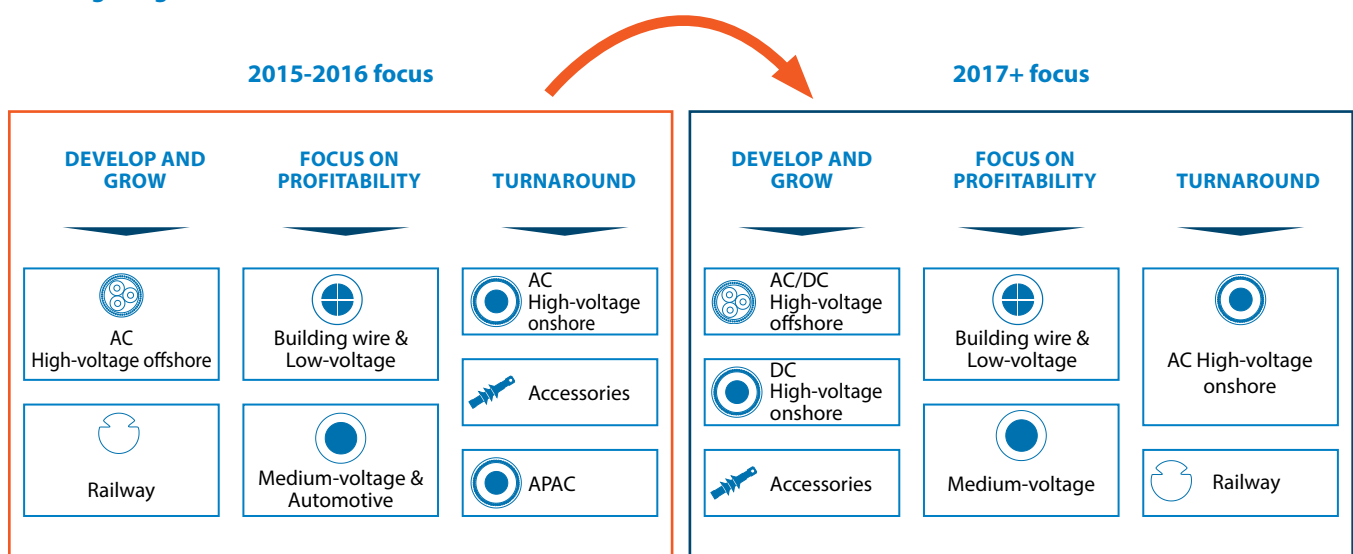 2015-2016 focus
2017+ focus
DEVELOP AND
GROW
FOCUS ON
PROFITABILITY
TURNAROUND
AC
High-voltage offshore
Railway
Building wire &
Low-voltage
Medium-voltage &
Automotive
AC
High-voltage
onshore
Accessories
APAC
DEVELOP AND
GROW
FOCUS ON
PROFITABILITY
TURNAROUND
AC/DC
High-voltage
offshore
DC
High-voltage
onshore
Accessories
Building wire &
Low-voltage
Medium-voltage
AC High-voltage
onshore
Railway